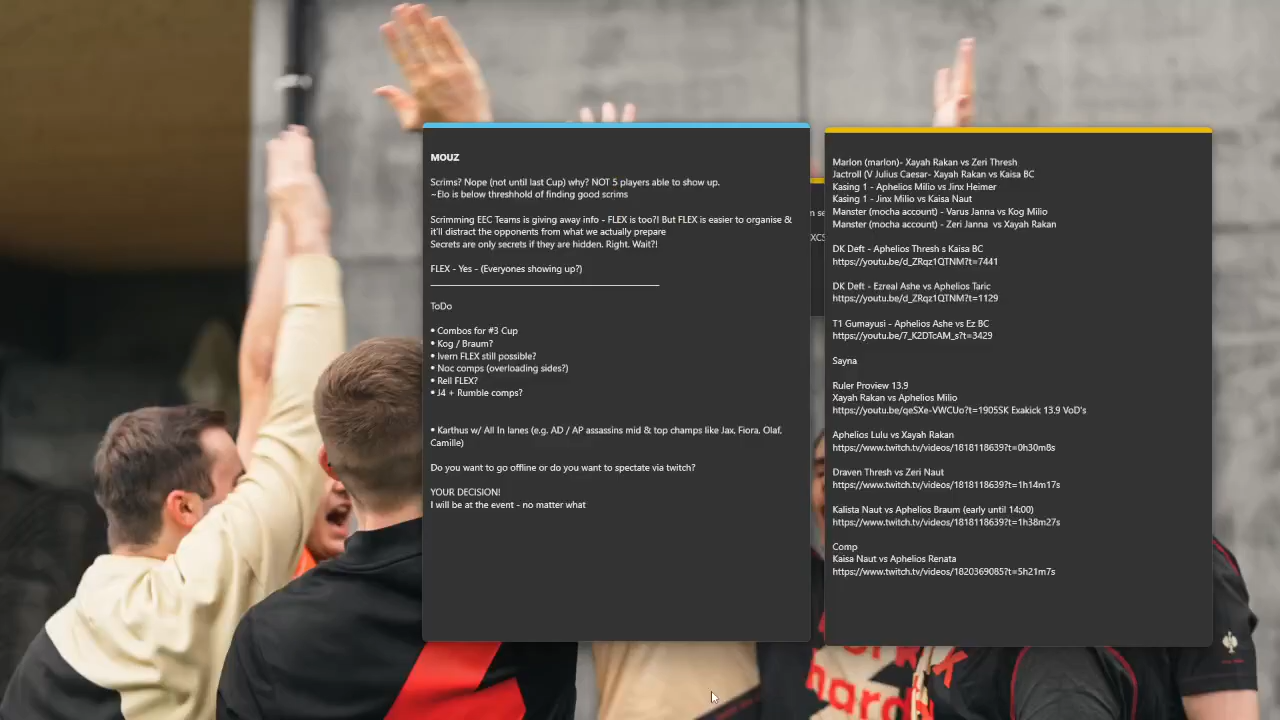 MOUZ
Scrims? Nope (not until last Cup) why? NOT 5 players able to show up.
~Elo is below threshhold of finding good scrims
Scrimming EEC Teams is giving away info - FLEX is too?! But FLEX is easier to organise &
it'll distract the opponents from what we actually prepare
Secrets are only secrets if they are hidden. Right. Wait?!
FLEX - Yes - (Everyones showing up?)
ToDo
• Combos for #3 Cup
• Kog / Braum?
• Ivern FLEX still possible?
• Noc comps (overloading sides?)
• Rell FLEX?
• J4 + Rumble comps?
• Karthus w/ All In lanes (e.g. AD / AP assassins mid & top champs like Jax, Fiora, Olaf,
Camille)
Do you want to go offline or do you want to spectate via twitch?
YOUR DECISION!
I will be at the event - no matter what
Marlon (marlon)- Xayah Rakan vs Zeri Thresh
Jactroll (V Julius Caesar- Xayah Rakan vs Kaisa BC
Kasing 1 - Aphelios Milio vs Jinx Heimer
Kasing 1 - Jinx Milio vs Kaisa Naut
Manster (mocha account) - Varus Janna vs Kog Milio
Manster (mocha account) - Zeri Janna  vs Xayah Rakan
DK Deft - Aphelios Thresh s Kaisa BC
https://youtu.be/d_ZRqz1QTNM?t=7441
DK Deft - Ezreal Ashe vs Aphelios Taric
https://youtu.be/d_ZRqz1QTNM?t=1129
T1 Gumayusi - Aphelios Ashe vs Ez BC
https://youtu.be/7_K2DTcAM_s?t=3429
Sayna
Ruler Proview 13.9
Xayah Rakan vs Aphelios Milio
https://youtu.be/qeSXe-VWCUo?t=1905SK Exakick 13.9 VoD's
Aphelios Lulu vs Xayah Rakan
https://www.twitch.tv/videos/1818118639?t=0h30m8s
Draven Thresh vs Zeri Naut
https://www.twitch.tv/videos/1818118639?t=1h14m17s
Kalista Naut vs Aphelios Braum (early until 14:00)
https://www.twitch.tv/videos/1818118639?t=1h38m27s
Comp
Kaisa Naut vs Aphelios Renata
https://www.twitch.tv/videos/1820369085?t=5h21m7s